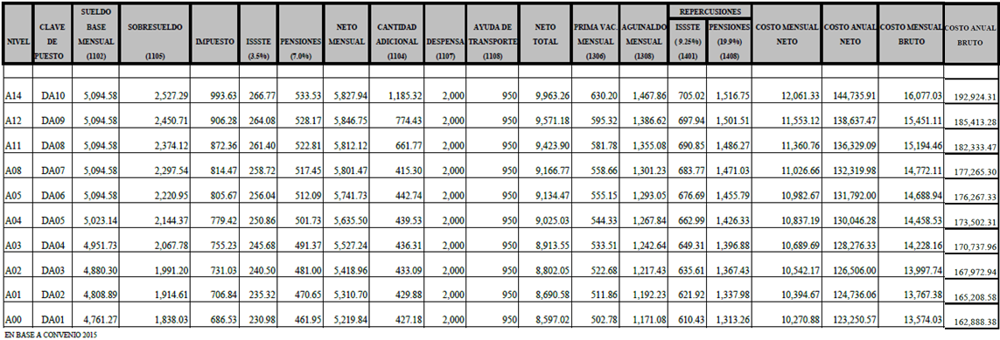 REPERCUSIONES
NIVEL CLAVE DE PUESTO SUELDO BASE MENSUAL (1102) SOBRESUELDO (1105) IMPUESTO ISSSTE (3.5%) PENSIONES (7.0%) NETO MENSUAL CANTIDAD ADICIONAL (1104) DESPENSA (1107) AYUDA DE TRANSPORTE (1108) NETO TOTAL PRIMA VAC. MENSUAL (1306) AGUINALDO MENSUAL (1308) ISSSTE ( 9.25%) (1401) PENSIONES (19.9%) (1408) COSTO MENSUAL NETO COSTO ANUAL NETO COSTO MENSUAL BRUTO COSTO ANUAL BRUTO
A14 DA10 5,094.58 2,527.29 993.63 266.77 533.53 5,827.94 1,185.32 2,000 950 9,963.26 630.20 1,467.86 705.02 1,516.75 12,061.33 144,735.91 16,077.03 192,924.31
A12 DA09 5,094.58 2,450.71 906.28 264.08 528.17 5,846.75 774.43 2,000 950 9,571.18 595.32 1,386.62 697.94 1,501.51 11,553.12 138,637.47 15,451.11 185,413.28
A11 DA08 5,094.58 2,374.12 872.36 261.40 522.81 5,812.12 661.77 2,000 950 9,423.90 581.78 1,355.08 690.85 1,486.27 11,360.76 136,329.09 15,194.46 182,333.47
A08 DA07 5,094.58 2,297.54 814.47 258.72 517.45 5,801.47 415.30 2,000 950 9,166.77 558.66 1,301.23 683.77 1,471.03 11,026.66 132,319.98 14,772.11 177,265.30
A05 DA06 5,094.58 2,220.95 805.67 256.04 512.09 5,741.73 442.74 2,000 950 9,134.47 555.15 1,293.05 676.69 1,455.79 10,982.67 131,792.00 14,688.94 176,267.33
A04 DA05 5,023.14 2,144.37 779.42 250.86 501.73 5,635.50 439.53 2,000 950 9,025.03 544.33 1,267.84 662.99 1,426.33 10,837.19 130,046.28 14,458.53 173,502.31
A03 DA04 4,951.73 2,067.78 755.23 245.68 491.37 5,527.24 436.31 2,000 950 8,913.55 533.51 1,242.64 649.31 1,396.88 10,689.69 128,276.33 14,228.16 170,737.96
A02 DA03 4,880.30 1,991.20 731.03 240.50 481.00 5,418.96 433.09 2,000 950 8,802.05 522.68 1,217.43 635.61 1,367.43 10,542.17 126,506.00 13,997.74 167,972.94
A01 DA02 4,808.89 1,914.61 706.84 235.32 470.65 5,310.70 429.88 2,000 950 8,690.58 511.86 1,192.23 621.92 1,337.98 10,394.67 124,736.06 13,767.38 165,208.58
A00 DA01 4,761.27 1,838.03 686.53 230.98 461.95 5,219.84 427.18 2,000 950 8,597.02 502.78 1,171.08 610.43 1,313.26 10,270.88 123,250.57 13,574.03 162,888.38
EN BASE A CONVENIO 2015